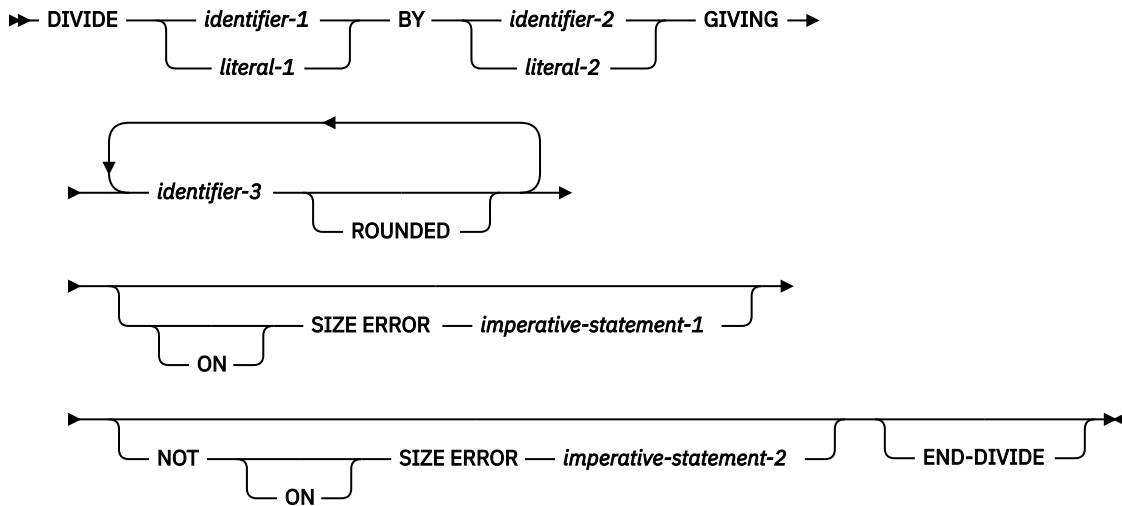 DIVIDE identifier-1 BY identifier-2 GIVING
literal-1 literal-2
identifier-3
ROUNDED
SIZE ERROR imperative-statement-1
ON
NOT SIZE ERROR imperative-statement-2 END-DIVIDE
ON